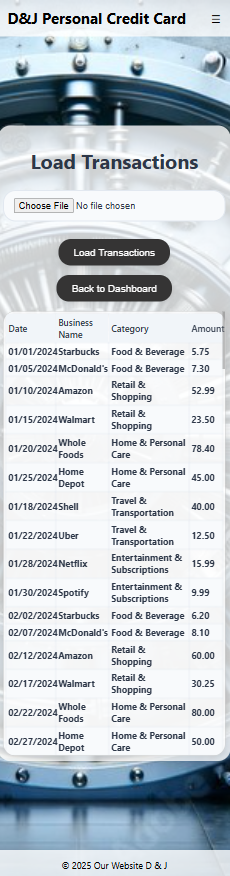 D&J Personal Credit Card ☰
Load Transactions
Choose File No file chosen
Load Transactions
Back to Dashboard
Date Business Name Category Amount
01/01/2024 Starbucks Food & Beverage 5.75
01/05/2024 McDonald's Food & Beverage 7.30
01/10/2024 Amazon Retail & Shopping 52.99
01/15/2024 Walmart Retail & Shopping 23.50
01/20/2024 Whole Foods Home & Personal Care 78.40
01/25/2024 Home Depot Home & Personal Care 45.00
01/18/2024 Shell Travel & Transportation 40.00
01/22/2024 Uber Travel & Transportation 12.50
01/28/2024 Netflix Entertainment & Subscriptions 15.99
01/30/2024 Spotify Entertainment & Subscriptions 9.99
02/02/2024 Starbucks Food & Beverage 6.20
02/07/2024 McDonald's Food & Beverage 8.10
02/12/2024 Amazon Retail & Shopping 60.00
02/17/2024 Walmart Retail & Shopping 30.25
02/22/2024 Whole Foods Home & Personal Care 80.00
02/27/2024 Home Depot Home & Personal Care 50.00
© 2025 Our Website D & J